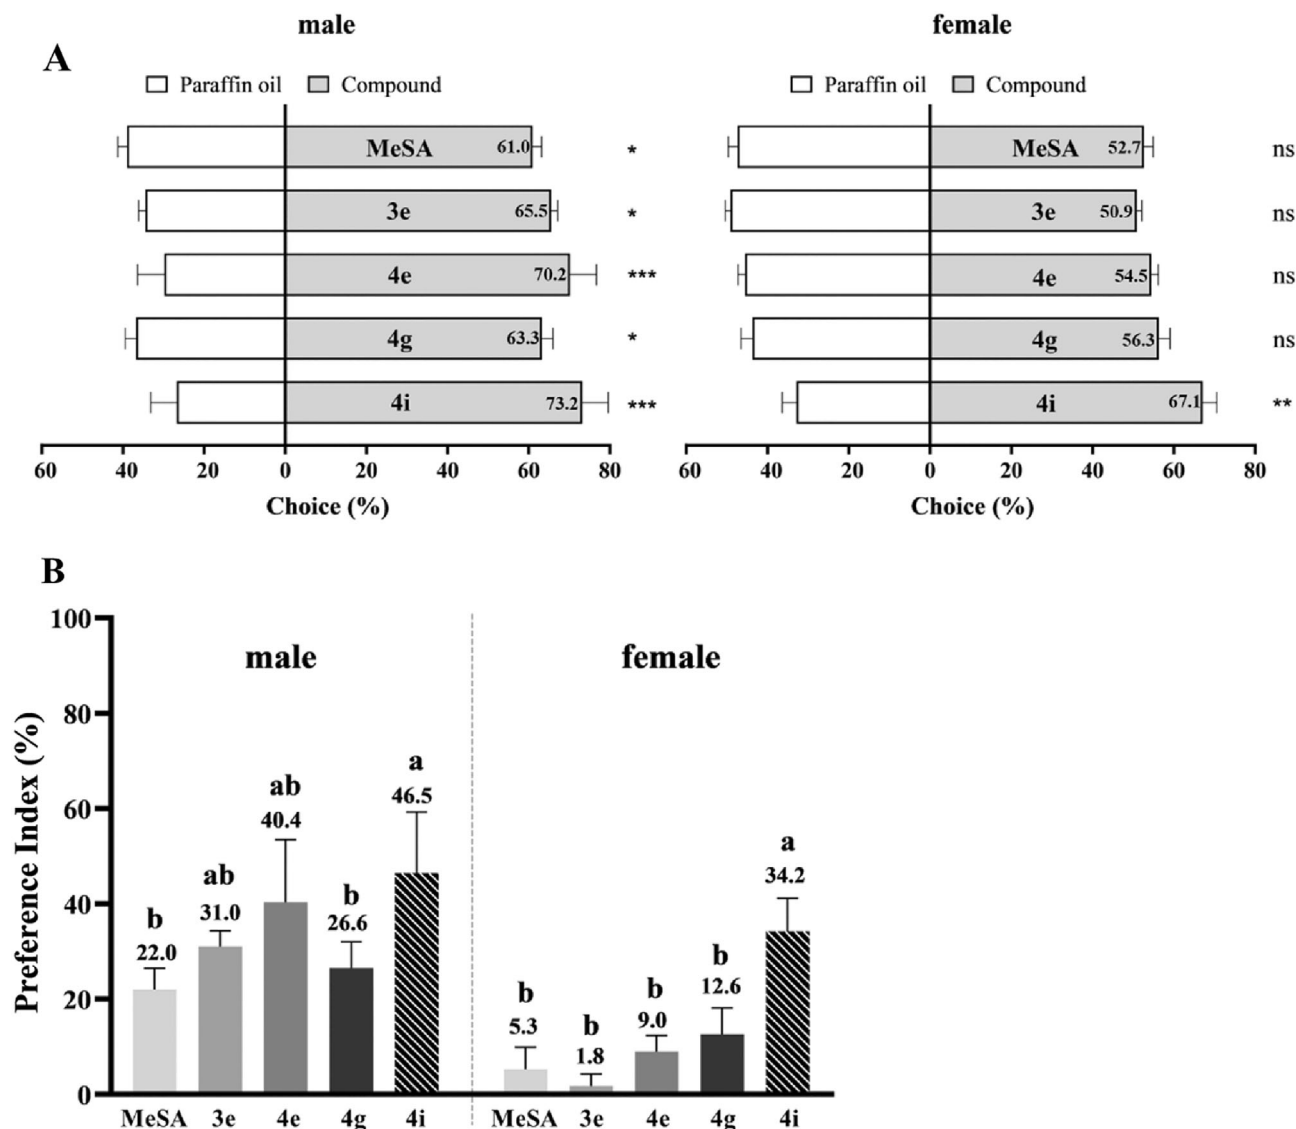 male
female
A
Paraffin oil
Compound
Paraffin oil
Compound
MeSA 61.0 *
MeSA 52.7 ns
3e 65.5 *
3e 50.9 ns
4e 70.2 ***
4e 54.5 ns
4g 63.3 *
4g 56.3 ns
4i 73.2 ***
4i 67.1 **
60 40 20 0 20 40 60 80
60 40 20 0 20 40 60 80
Choice (%)
Choice (%)
B
Preference Index (%)
100
80
60
40
20
0
male
female
b
22.0
ab
31.0
ab
40.4
b
26.6
a
46.5
b
5.3
b
1.8
b
9.0
b
12.6
a
34.2
MeSA 3e 4e 4g 4i
MeSA 3e 4e 4g 4i